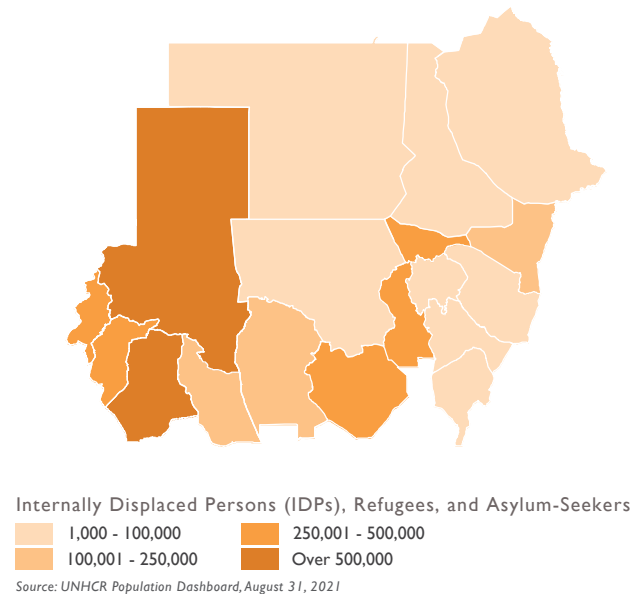 Internally Displaced Persons (IDPs), Refugees, and Asylum-Seekers
1,000 - 100,000
250,001 - 500,000
100,001 - 250,000
Over 500,000
Source: UNHCR Population Dashboard, August 31, 2021